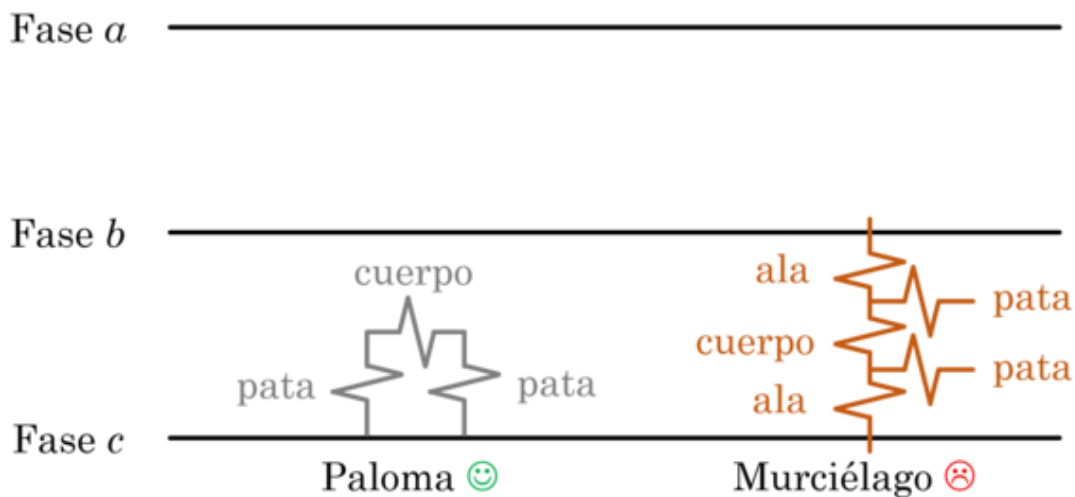 Fase a
Fase b
cuerpo
ala
pata
cuerpo
pata
pata
pata
ala
Fase c
Paloma
Murciélago